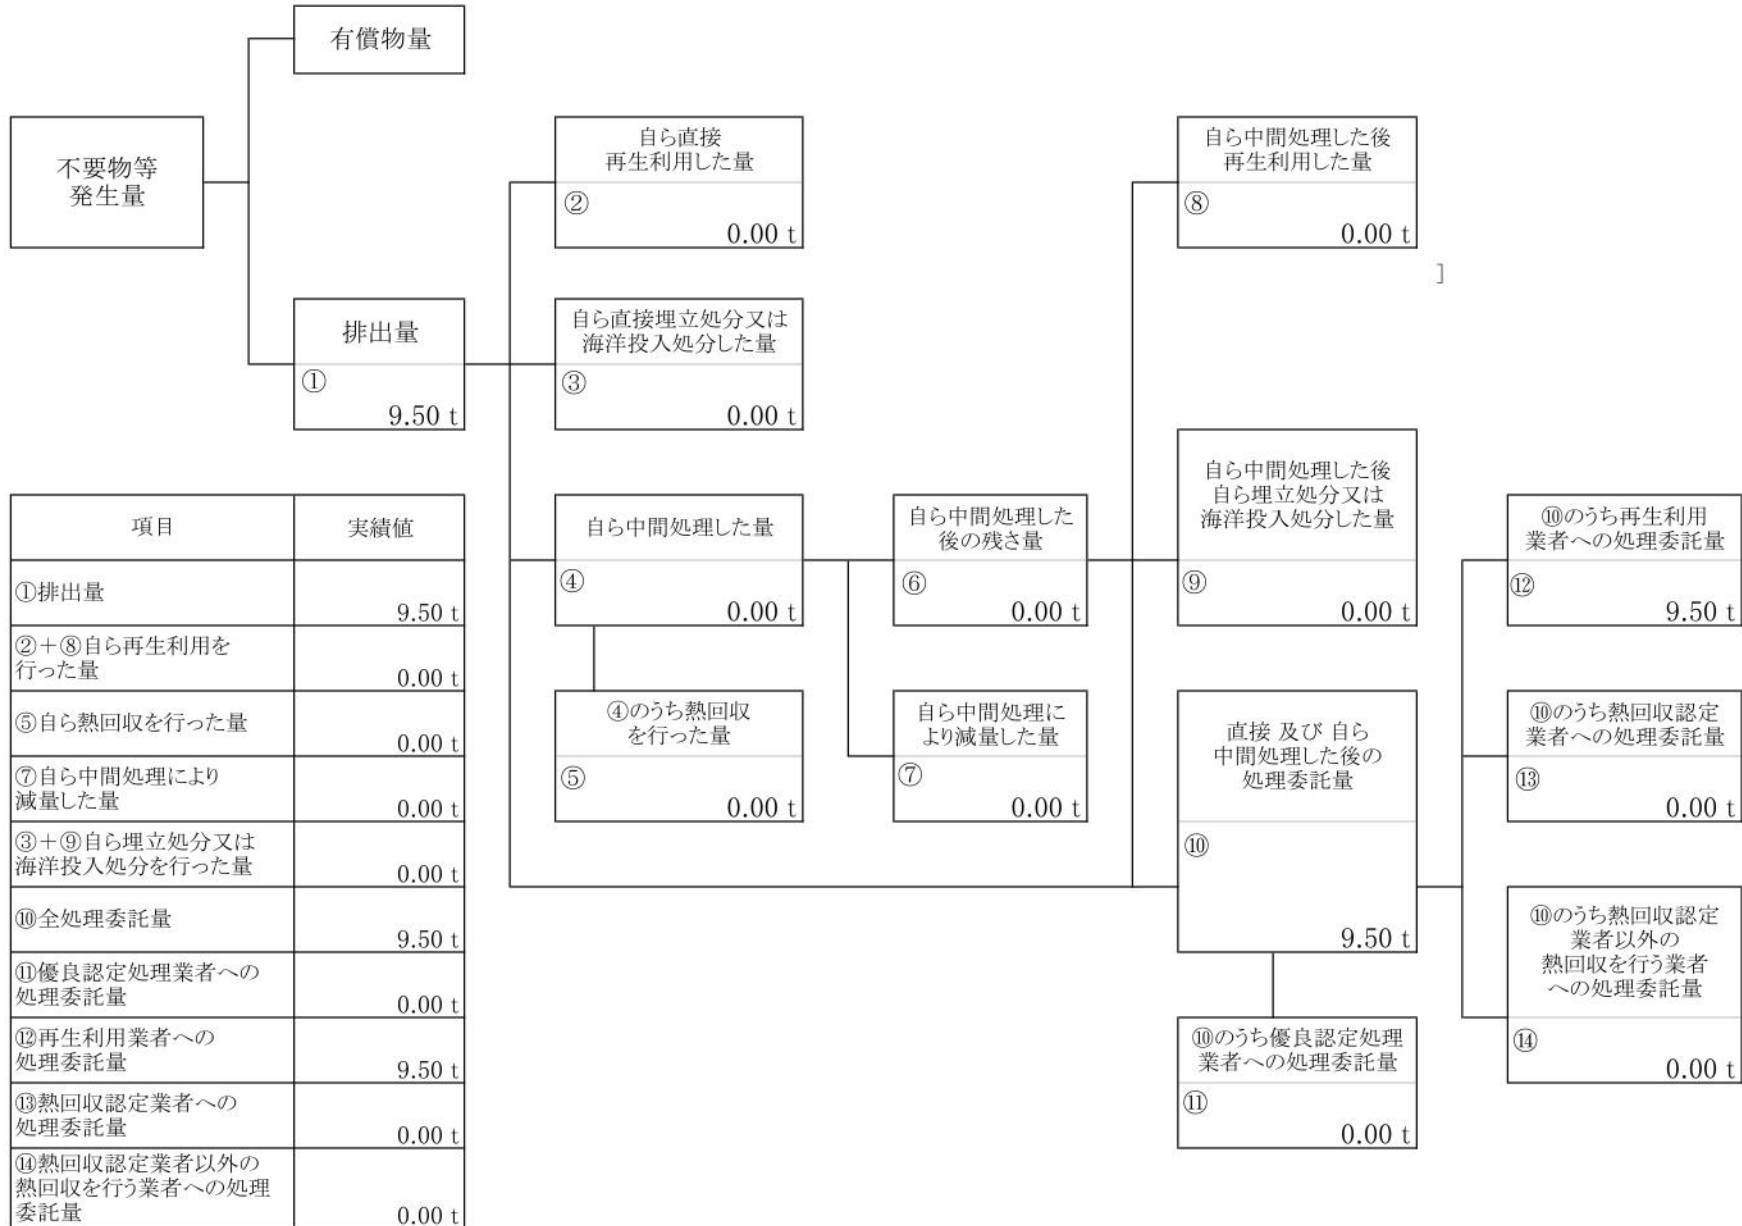 有償物量
不要物等
発生量
自ら直接
再生利用した量
②
0.00 t
自ら中間処理した後
再生利用した量
⑧
0.00 t
]
排出量
①
9.50 t
自ら直接埋立処分又は
海洋投入処分した量
③
0.00 t
自ら中間処理した量
④
0.00 t
自ら中間処理した
後の残さ量
⑥
0.00 t
自ら中間処理した後
自ら埋立処分又は
海洋投入処分した量
⑨
0.00 t
⑩のうち再生利用
業者への処理委託量
⑫
9.50 t
④のうち熱回収
を行った量
⑤
0.00 t
自ら中間処理に
より減量した量
⑦
0.00 t
直接 及び 自ら
中間処理した後の
処理委託量
⑩
9.50 t
⑩のうち熱回収認定
業者への処理委託量
⑬
0.00 t
⑩のうち熱回収認定
業者以外の
熱回収を行う業者
への処理委託量
⑭
0.00 t
⑩のうち優良認定処理
業者への処理委託量
⑪
0.00 t
項目 実績値
①排出量
9.50 t
②+⑧自ら再生利用を
行った量
0.00 t
⑤自ら熱回収を行った量
0.00 t
⑦自ら中間処理により
減量した量
0.00 t
③+⑨自ら埋立処分又は
海洋投入処分を行った量
0.00 t
⑩全処理委託量
9.50 t
⑪優良認定処理業者への
処理委託量
0.00 t
⑫再生利用業者への
処理委託量
9.50 t
⑬熱回収認定業者への
処理委託量
0.00 t
⑭熱回収認定業者以外の
熱回収を行う業者への処理
委託量
0.00 t